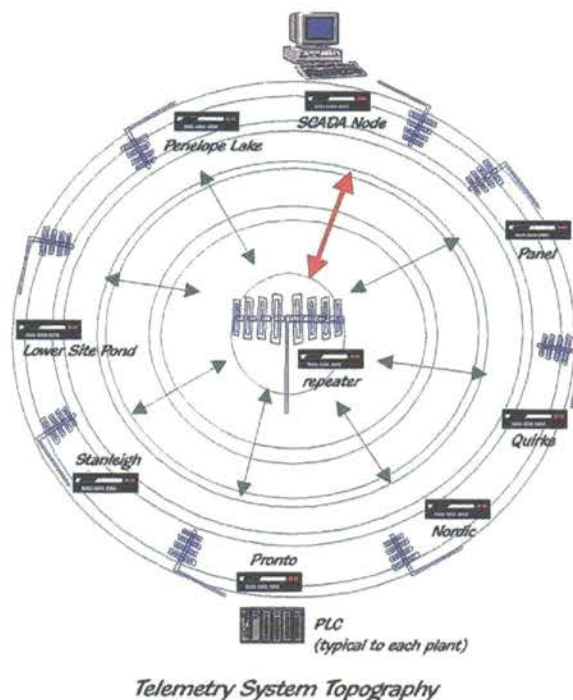 SCADA Node
Penelope Lake
Panel
Lower Site Pond
repeater
Quirke
Stanleigh
Nordic
Pronto
PLC
(typical to each plant)
Telemetry System Topography